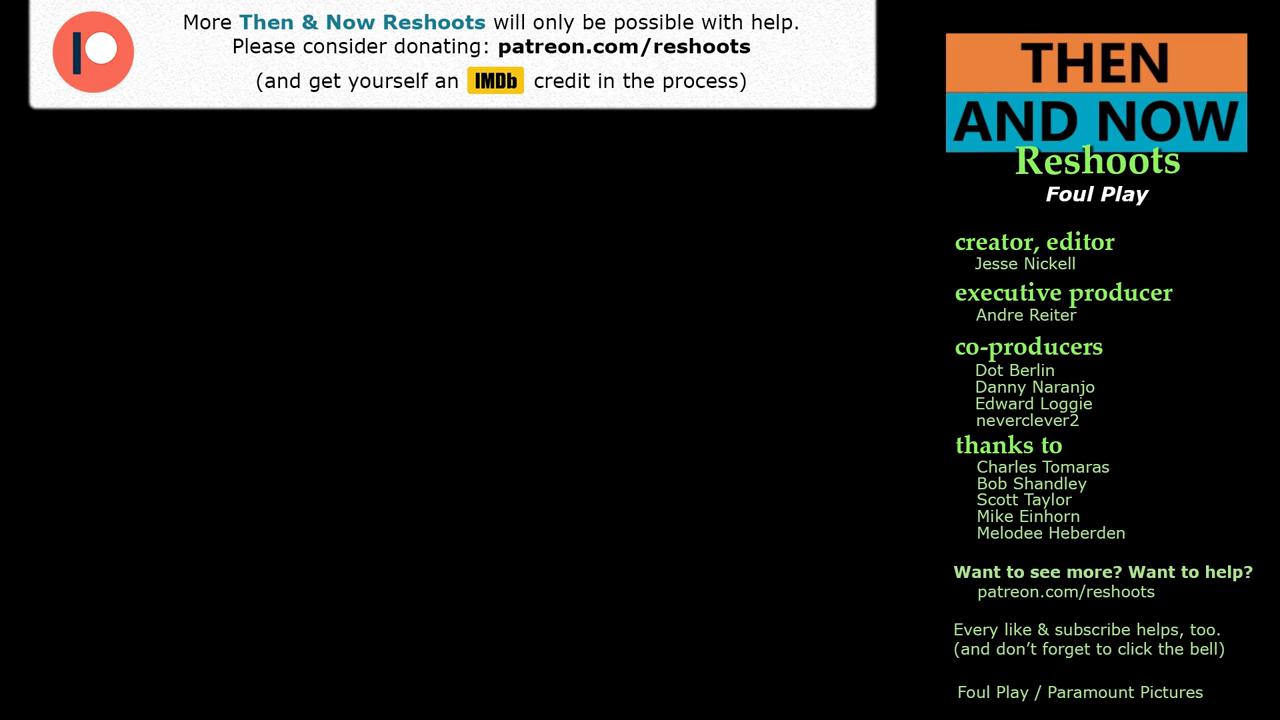 More Then & Now Reshoots will only be possible with help.
Please consider donating: patreon.com/reshoots
(and get yourself an IMDb credit in the process)
THEN
AND NOW
Reshoots
Foul Play
creator, editor
Jesse Nickell
executive producer
Andre Reiter
co-producers
Dot Berlin
Danny Naranjo
Edward Loggie
neverclever2
thanks to
Charles Tomaras
Bob Shandley
Scott Taylor
Mike Einhorn
Melodee Heberden
Want to see more? Want to help?
patreon.com/reshoots
Every like & subscribe helps, too.
(and don’t forget to click the bell)
Foul Play / Paramount Pictures